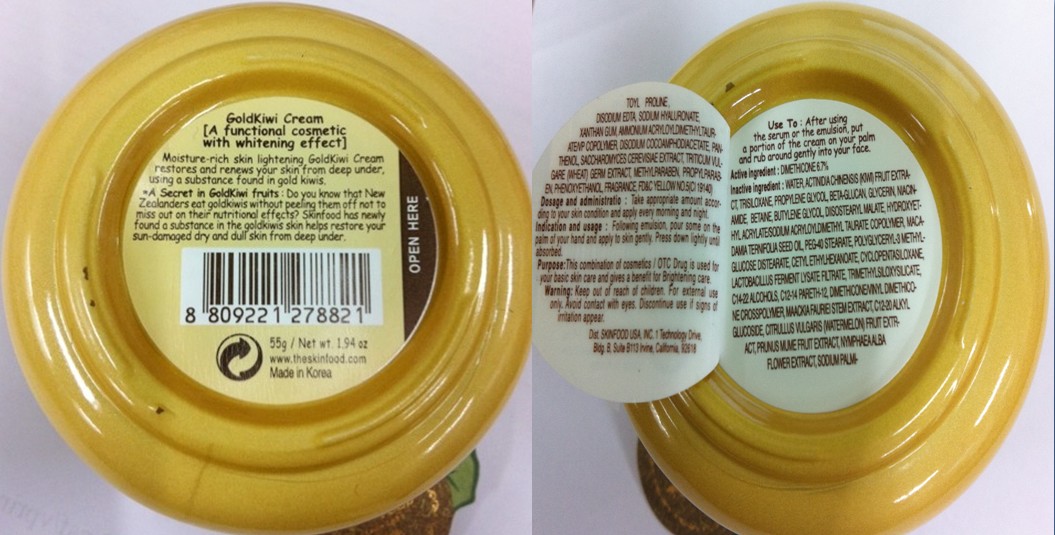 GoldKiwi Cream
[A functional cosmetic
with whitening effect]
Moisture-rich skin lightening GoldKiwi Cream
restores and renews your skin from deep under,
using a substance found in gold kiwis.
*A Secret in GoldKiwi fruits : Do you know that New
Zealanders eat goldkiwis without peeling them off not to
miss out on their nutritional effects? Skinfood has newly
found a substance in the goldkiwis skin helps restore your
sun-damaged dry and dull skin from deep under.
OPEN HERE
8 809221 278821
55g / Net wt. 1.94 oz
www.theskinfood.com
Made in Korea
TOYL PROLINE,
DISODIUM EDTA, SODIUM HYALURONATE,
XANTHAN GUM, AMMONIUM ACRYLOYLDIMETHYLTAUR-
ATE/VP COPOLYMER, DISODIUM COCOAMPHODIACETATE, PAN-
THENOL, SACCHAROMYCES CEREVISIAE EXTRACT, TRITICUM VUL-
GARE (WHEAT) GERM EXTRACT, METHYLPARABEN, PROPYLPARAB-
EN, PHENOXYETHANOL, FRAGRANCE, FD&C YELLOW NO.5(CI 19140)
Dosage and administratio : Take appropriate amount accor-
ding to your skin condition and apply every morning and night.
Indication and usage : Following emulsion, pour some on the
palm of your hand and apply to skin gently. Press down lightly until
absorbed.
Purpose:This combination of cosmetics / OTC Drug is used for
your basic skin care and gives a benefit for Brightening care.
Warning: Keep out of reach of children. For external use
only. Avoid contact with eyes. Discontinue use if signs of
irritation appear.
Dist. SKINFOOD USA, INC. 1 Technology Drive,
Bldg. B, Suite B113 Irvine, California, 92618
Use To : After using
the serum or the emulsion, put
a portion of the cream on your palm
and rub around gently into your face.
Active ingredient : DIMETHICONE 6.7%
Inactive ingredient : WATER, ACTINIDIA CHINENSIS (KIWI) FRUIT EXTRA-
CT, TRISILOXANE, PROPYLENE GLYCOL, BETA-GLUCAN, GLYCERIN, NIACIN-
AMIDE, BETAINE, BUTYLENE GLYCOL, DIISOSTEARYL MALATE, HYDROXYET-
HYL ACRYLATE/SODIUM ACRYLOYLDIMETHYL TAURATE COPOLYMER, MACA-
DAMIA TERNIFOLIA SEED OIL, PEG-40 STEARATE, POLYGLYCERYL-3 METHYL-
GLUCOSE DISTEARATE, CETYL ETHYLHEXANOATE, CYCLOPENTASILOXANE,
LACTOBACILLUS FERMENT LYSATE FILTRATE, TRIMETHYLSILOXYSILICATE,
C14-22 ALCOHOLS, C12-14 PARETH-12, DIMETHICONE/VINYL DIMETHICO-
NE CROSSPOLYMER, MAACKIA FAURIEI STEM EXTRACT, C12-20 ALKYL
GLUCOSIDE, CITRULLUS VULGARIS (WATERMELON) FRUIT EXTR-
ACT, PRUNUS MUME FRUIT EXTRACT, NYMPHAEA ALBA
FLOWER EXTRACT, SODIUM PALMI-